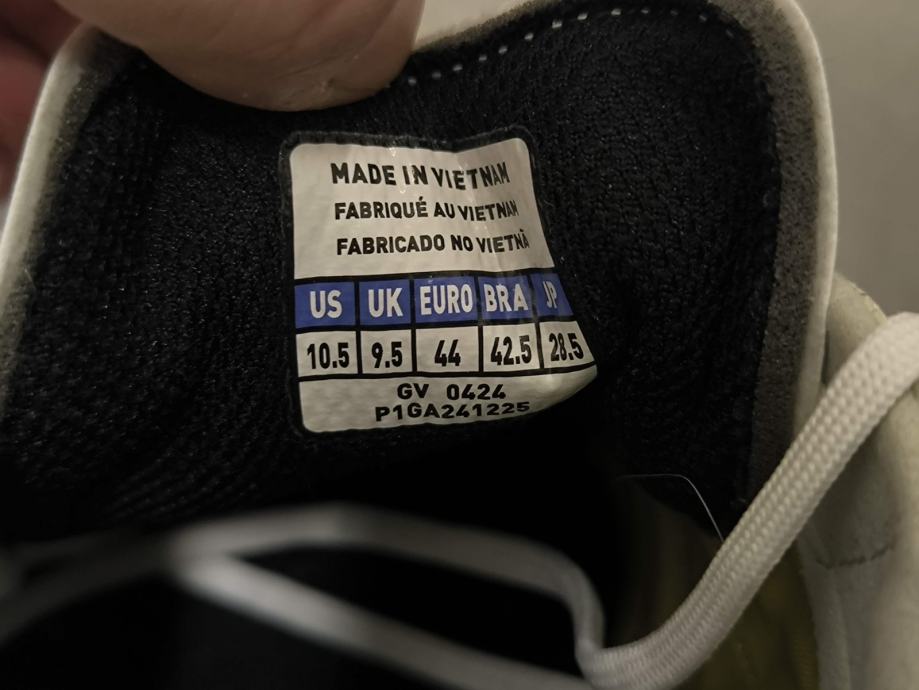 MADE IN VIETNAM
FABRIQUÉ AU VIETNAM
FABRICADO NO VIETNÃ
US UK EURO BRA JP
10.5 9.5 44 42.5 28.5
GV 0424
P1GA241225